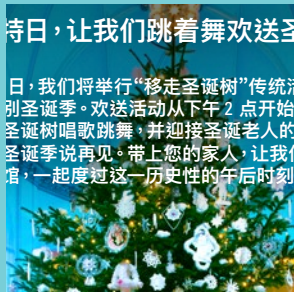 特日，让我们跳着舞欢送圣
日，我们将举行“移走圣诞树”传统活
别圣诞季。欢送活动从下午 2 点开始
圣诞树唱歌跳舞，并迎接圣诞老人的
圣诞季说再见。带上您的家人，让我们
馆，一起度过这一历史性的午后时刻